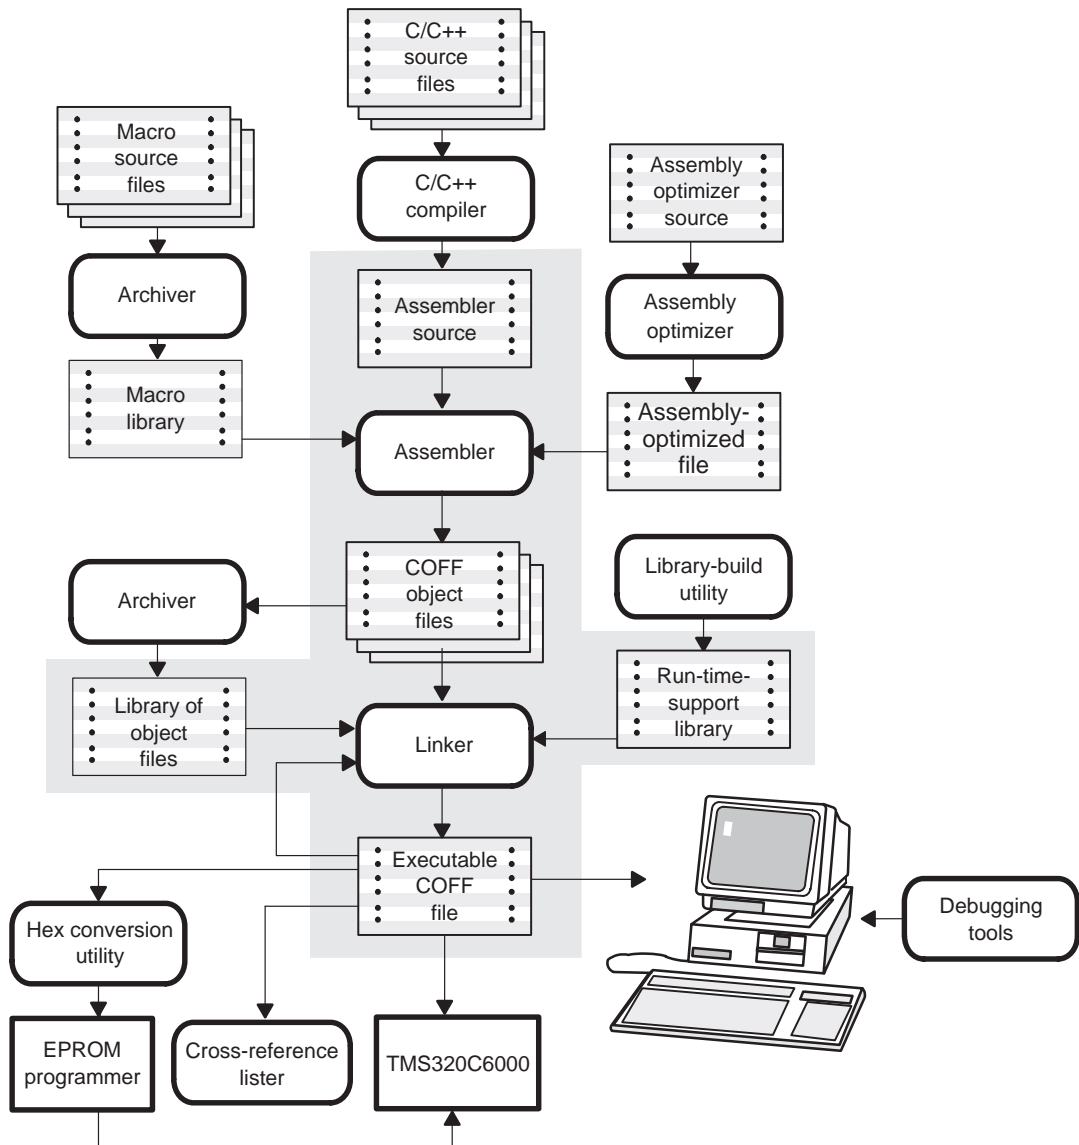 C/C++
source
files
Macro
source
files
C/C++
compiler
Assembly
optimizer
source
Archiver
Assembler
source
Assembly
optimizer
Macro
library
Assembler
Assembly-
optimized
file
Archiver
COFF
object
files
Library-build
utility
Library of
object
files
Linker
Run-time-
support
library
Executable
COFF
file
Debugging
tools
Hex conversion
utility
EPROM
programmer
Cross-reference
lister
TMS320C6000